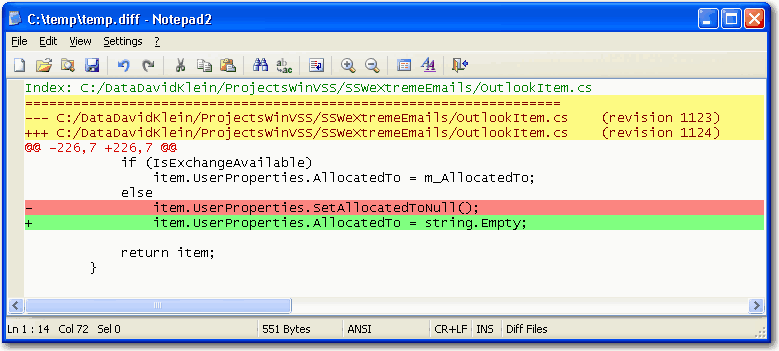 C:\temp\temp.diff - Notepad2
File Edit View Settings ?
Index: C:/DataDavidKlein/ProjectsWinVSS/SSWeXtremeEmails/OutlookItem.cs
===================================================================
--- C:/DataDavidKlein/ProjectsWinVSS/SSWeXtremeEmails/OutlookItem.cs (revision 1123)
+++ C:/DataDavidKlein/ProjectsWinVSS/SSWeXtremeEmails/OutlookItem.cs (revision 1124)
@@ -226,7 +226,7 @@
if (IsExchangeAvailable)
item.UserProperties.AllocatedTo = m_AllocatedTo;
else
- item.UserProperties.SetAllocatedToNull();
+ item.UserProperties.AllocatedTo = string.Empty;
return item;
}
Ln 1 : 14 Col 72 Sel 0 551 Bytes ANSI CR+LF INS Diff Files